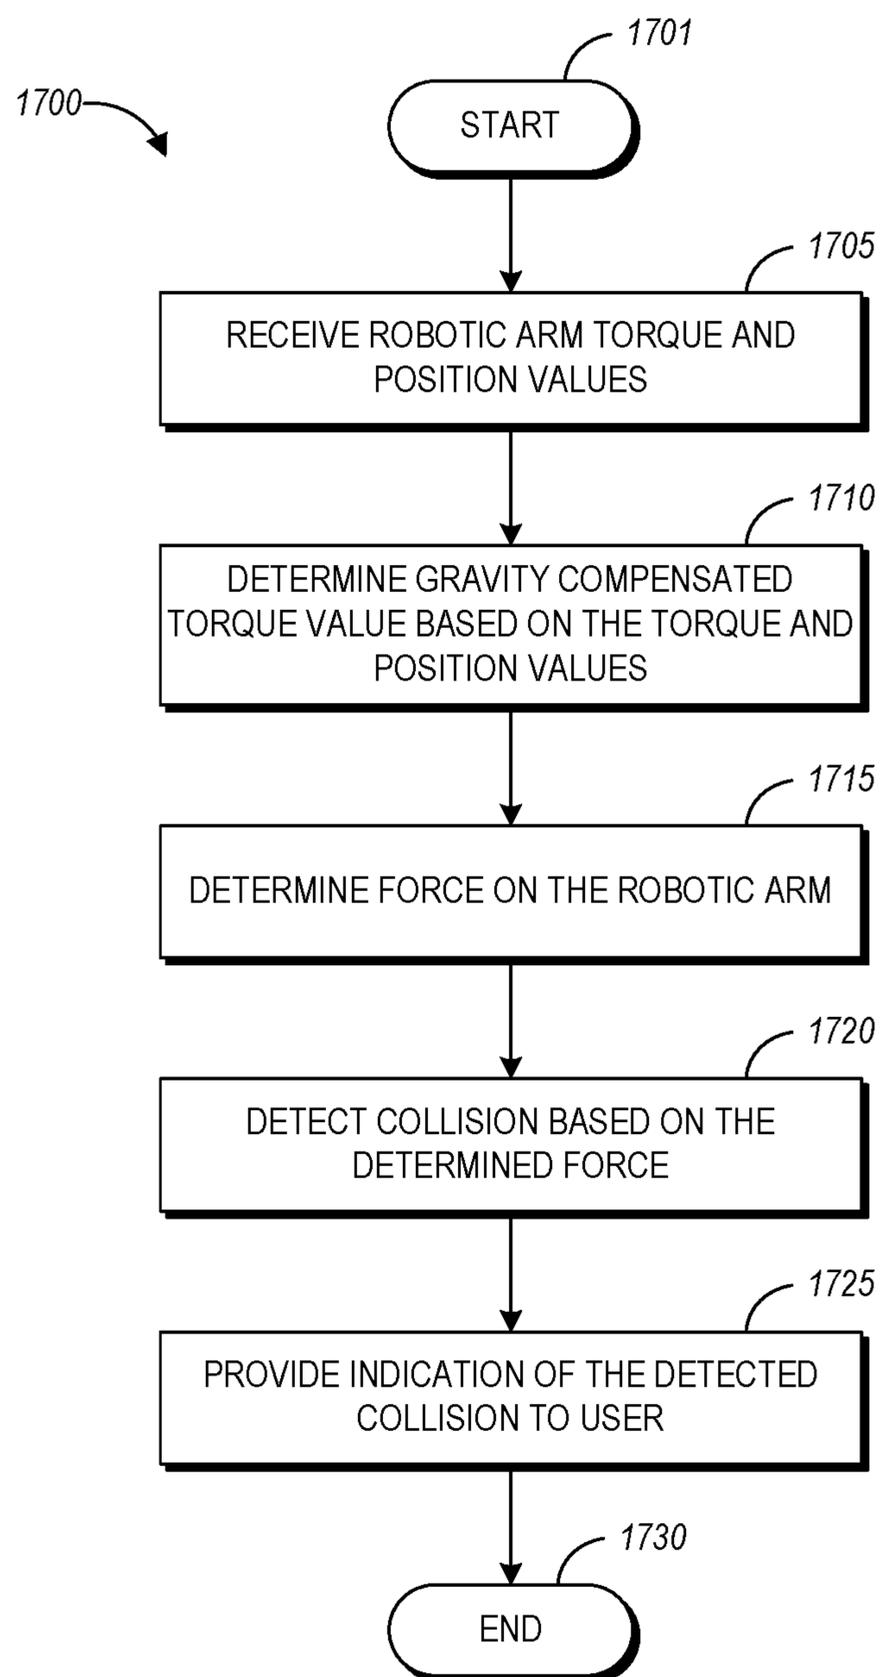 1701
1700
START
1705
RECEIVE ROBOTIC ARM TORQUE AND
POSITION VALUES
1710
DETERMINE GRAVITY COMPENSATED
TORQUE VALUE BASED ON THE TORQUE AND
POSITION VALUES
1715
DETERMINE FORCE ON THE ROBOTIC ARM
1720
DETECT COLLISION BASED ON THE
DETERMINED FORCE
1725
PROVIDE INDICATION OF THE DETECTED
COLLISION TO USER
1730
END